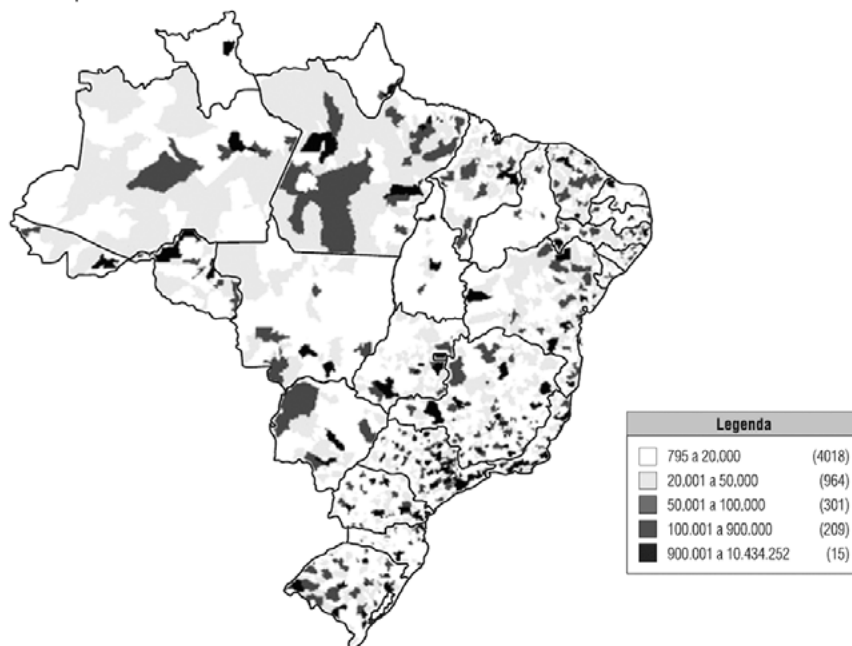 Legenda
795 a 20.000 (4018)
20.001 a 50.000 (964)
50.001 a 100.000 (301)
100.001 a 900.000 (209)
900.001 a 10.434.252 (15)